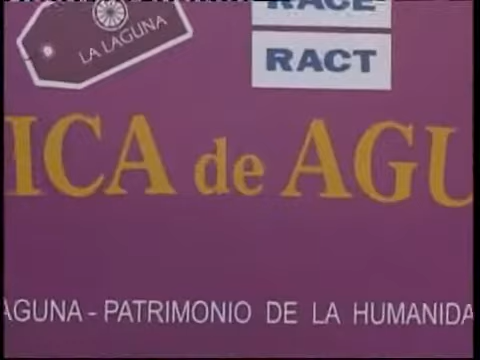 RACE
LA LAGUNA
RACT
ICA de AGU
AGUNA - PATRIMONIO DE LA HUMANIDA